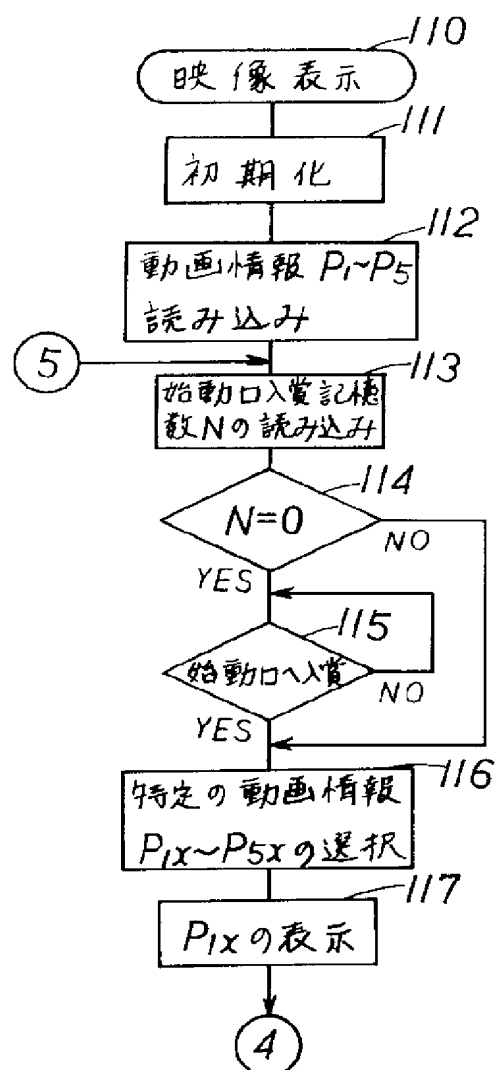 110
映像表示
111
初期化
112
動画情報 P₁~P₅
読み込み
5
113
始動口入賞記憶
数Nの読み込み
114
N=0
NO
YES
115
始動口へ入賞
NO
YES
116
特定の動画情報
P₁x~P₅xの選択
117
P₁xの表示
4